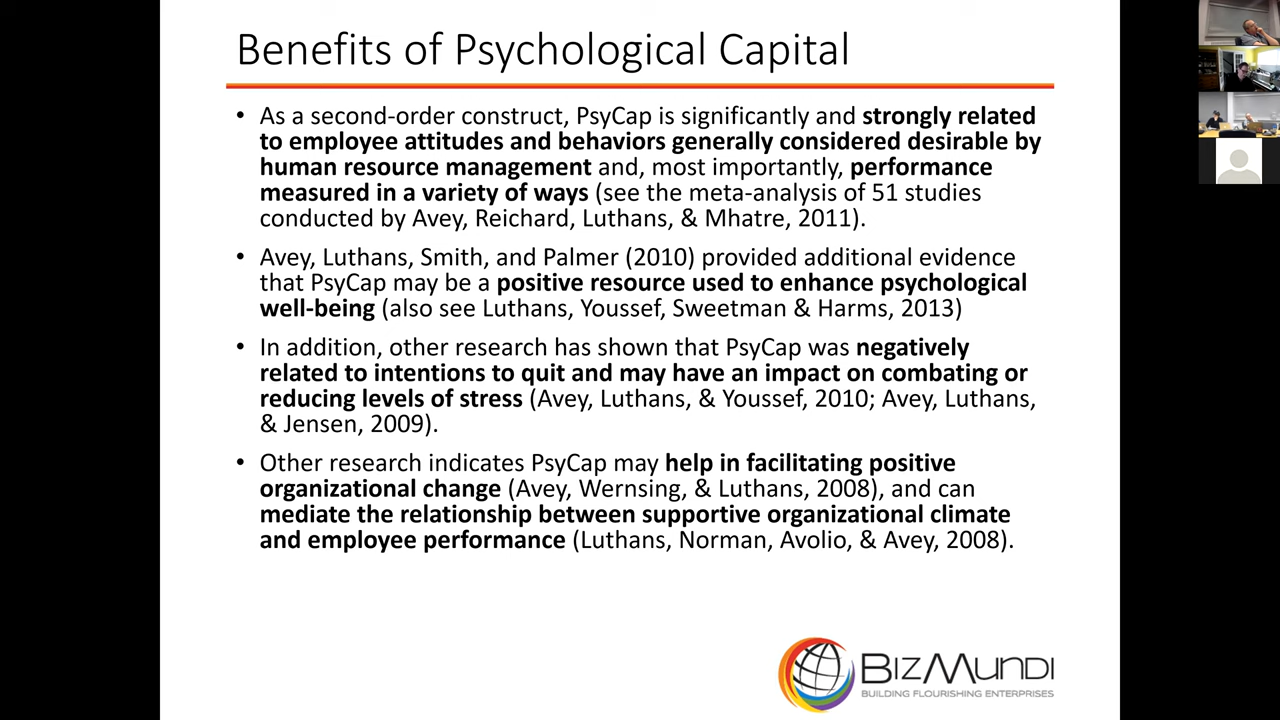 Benefits of Psychological Capital
• As a second-order construct, PsyCap is significantly and strongly related
to employee attitudes and behaviors generally considered desirable by
human resource management and, most importantly, performance
measured in a variety of ways (see the meta-analysis of 51 studies
conducted by Avey, Reichard, Luthans, & Mhatre, 2011).
• Avey, Luthans, Smith, and Palmer (2010) provided additional evidence
that PsyCap may be a positive resource used to enhance psychological
well-being (also see Luthans, Youssef, Sweetman & Harms, 2013)
• In addition, other research has shown that PsyCap was negatively
related to intentions to quit and may have an impact on combating or
reducing levels of stress (Avey, Luthans, & Youssef, 2010; Avey, Luthans,
& Jensen, 2009).
• Other research indicates PsyCap may help in facilitating positive
organizational change (Avey, Wernsing, & Luthans, 2008), and can
mediate the relationship between supportive organizational climate
and employee performance (Luthans, Norman, Avolio, & Avey, 2008).
BIZMUNDI
BUILDING FLOURISHING ENTERPRISES